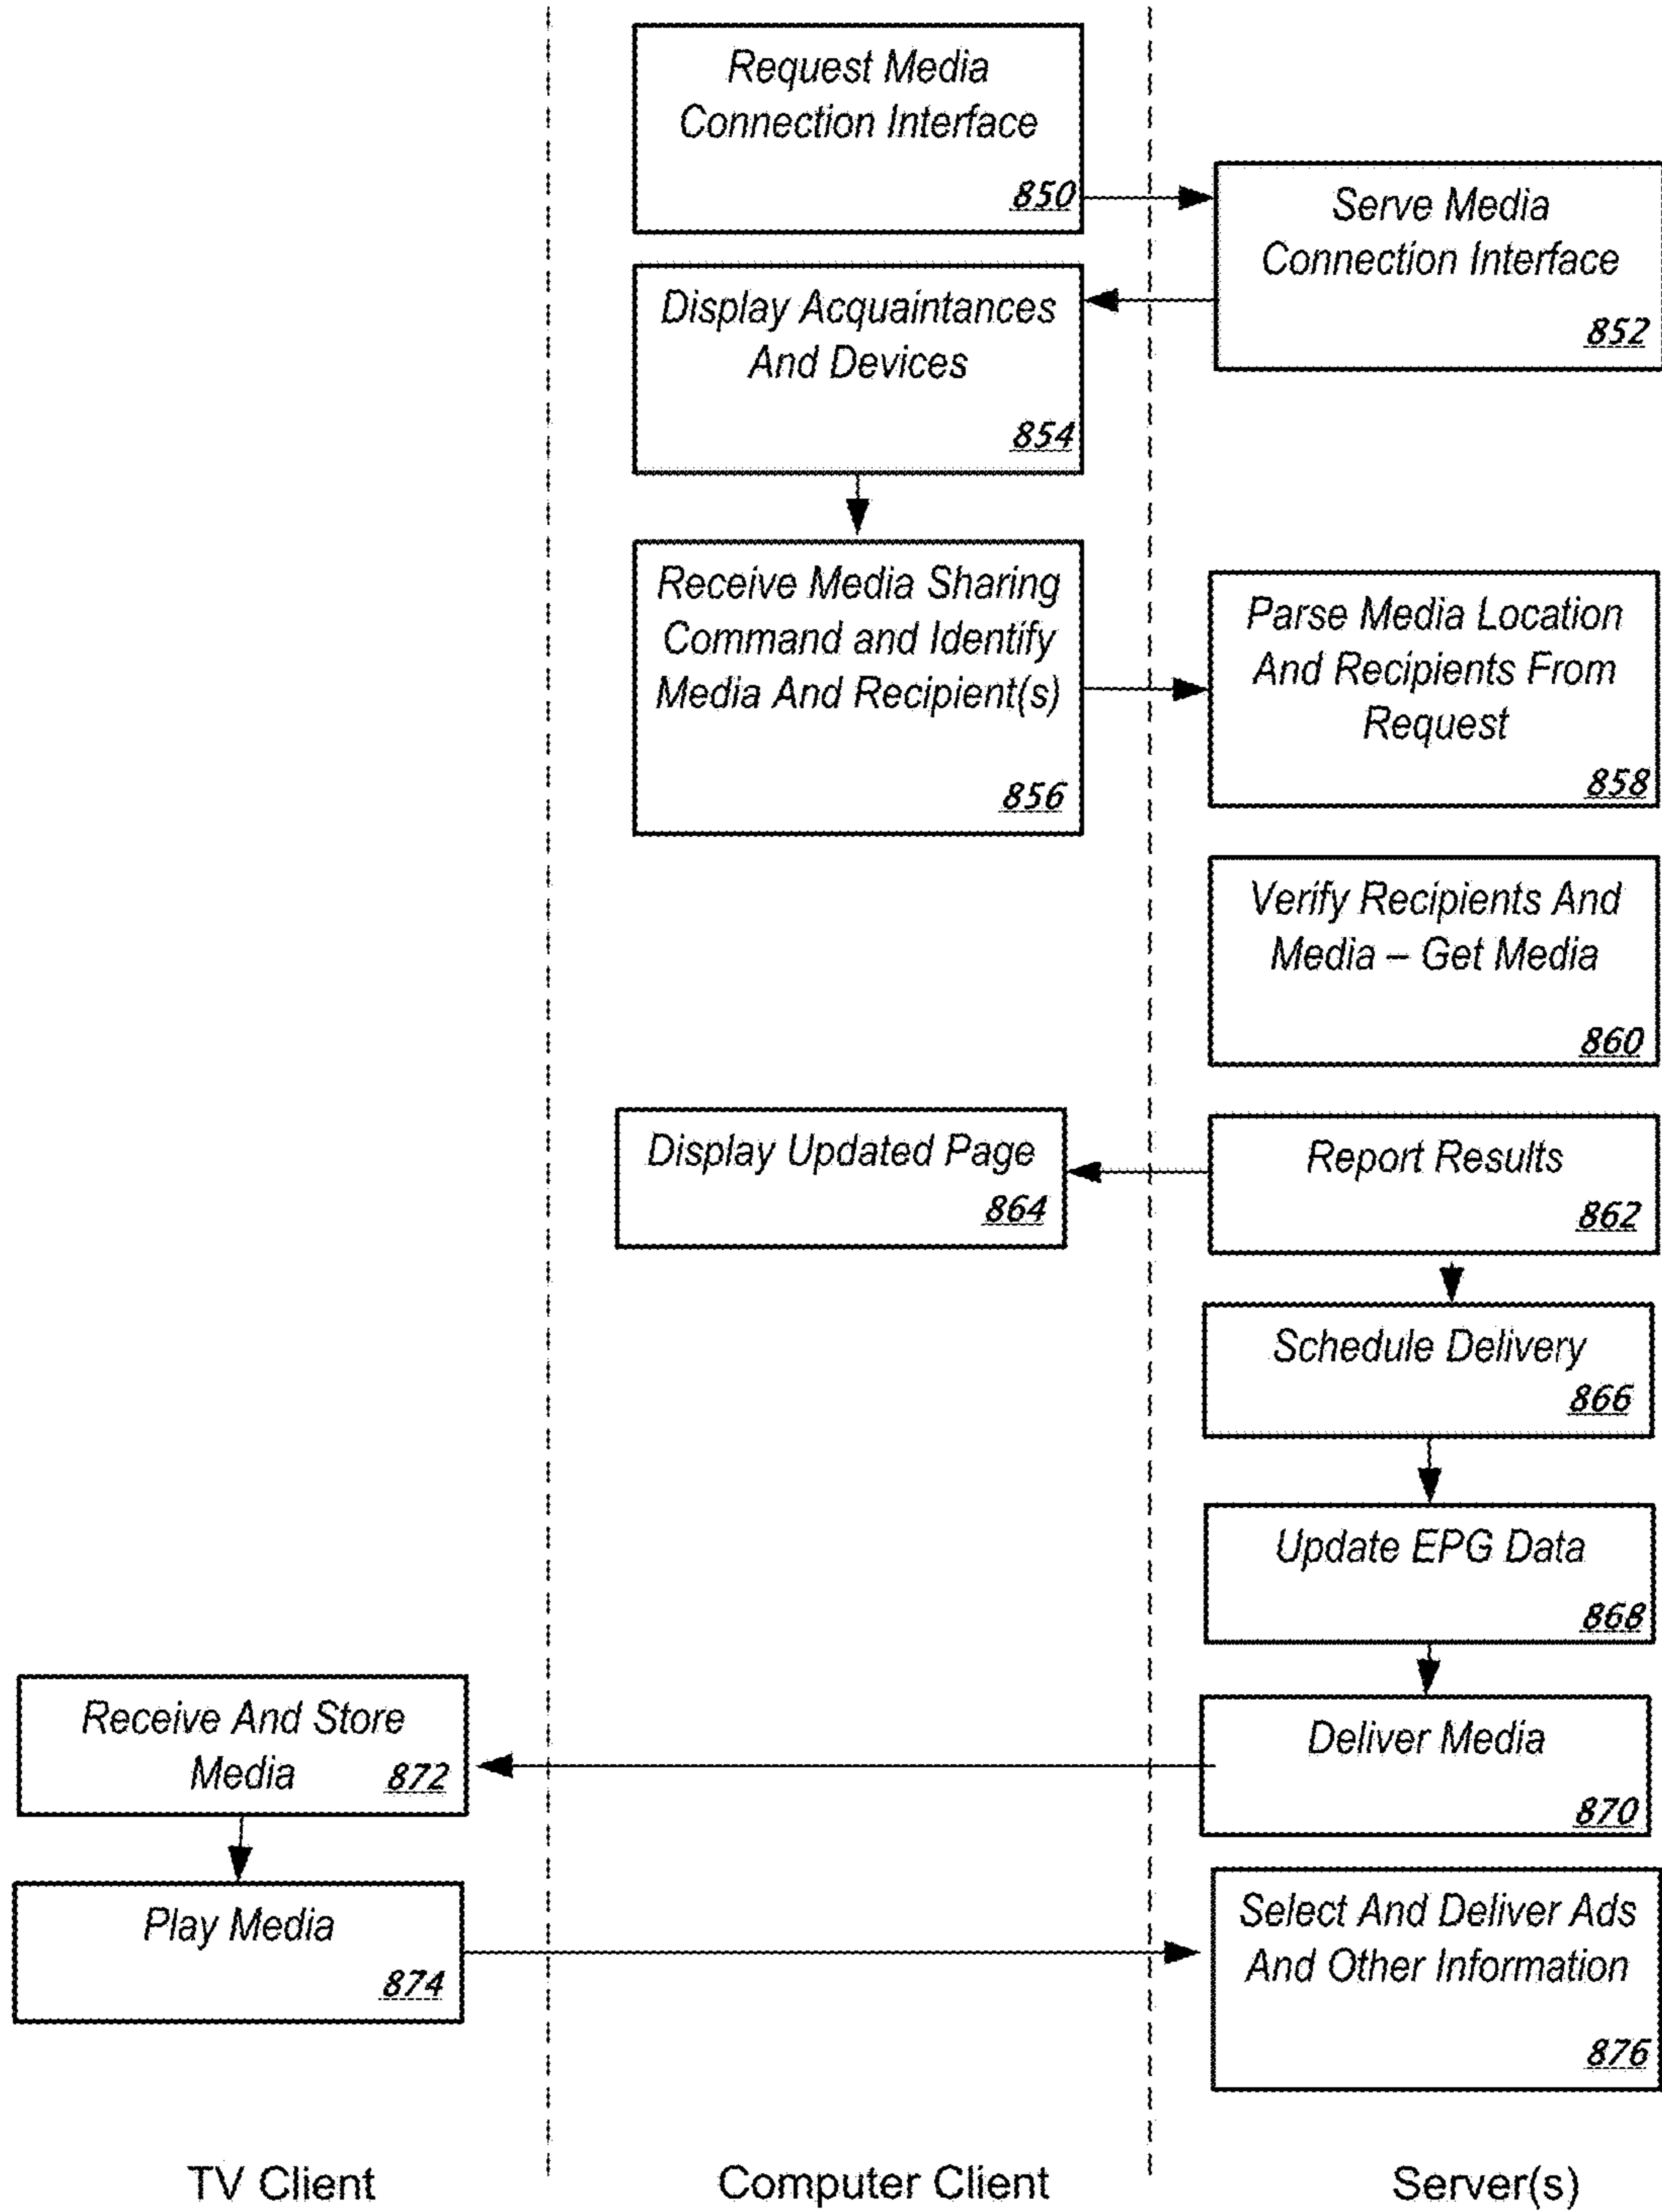 Request Media
Connection Interface
850
Serve Media
Connection Interface
852
Display Acquaintances
And Devices
854
Receive Media Sharing
Command and Identify
Media And Recipient(s)
856
Parse Media Location
And Recipients From
Request
858
Verify Recipients And
Media – Get Media
860
Report Results
862
Display Updated Page
864
Schedule Delivery
866
Update EPG Data
868
Deliver Media
870
Receive And Store
Media 872
Play Media
874
Select And Deliver Ads
And Other Information
876
TV Client
Computer Client
Server(s)